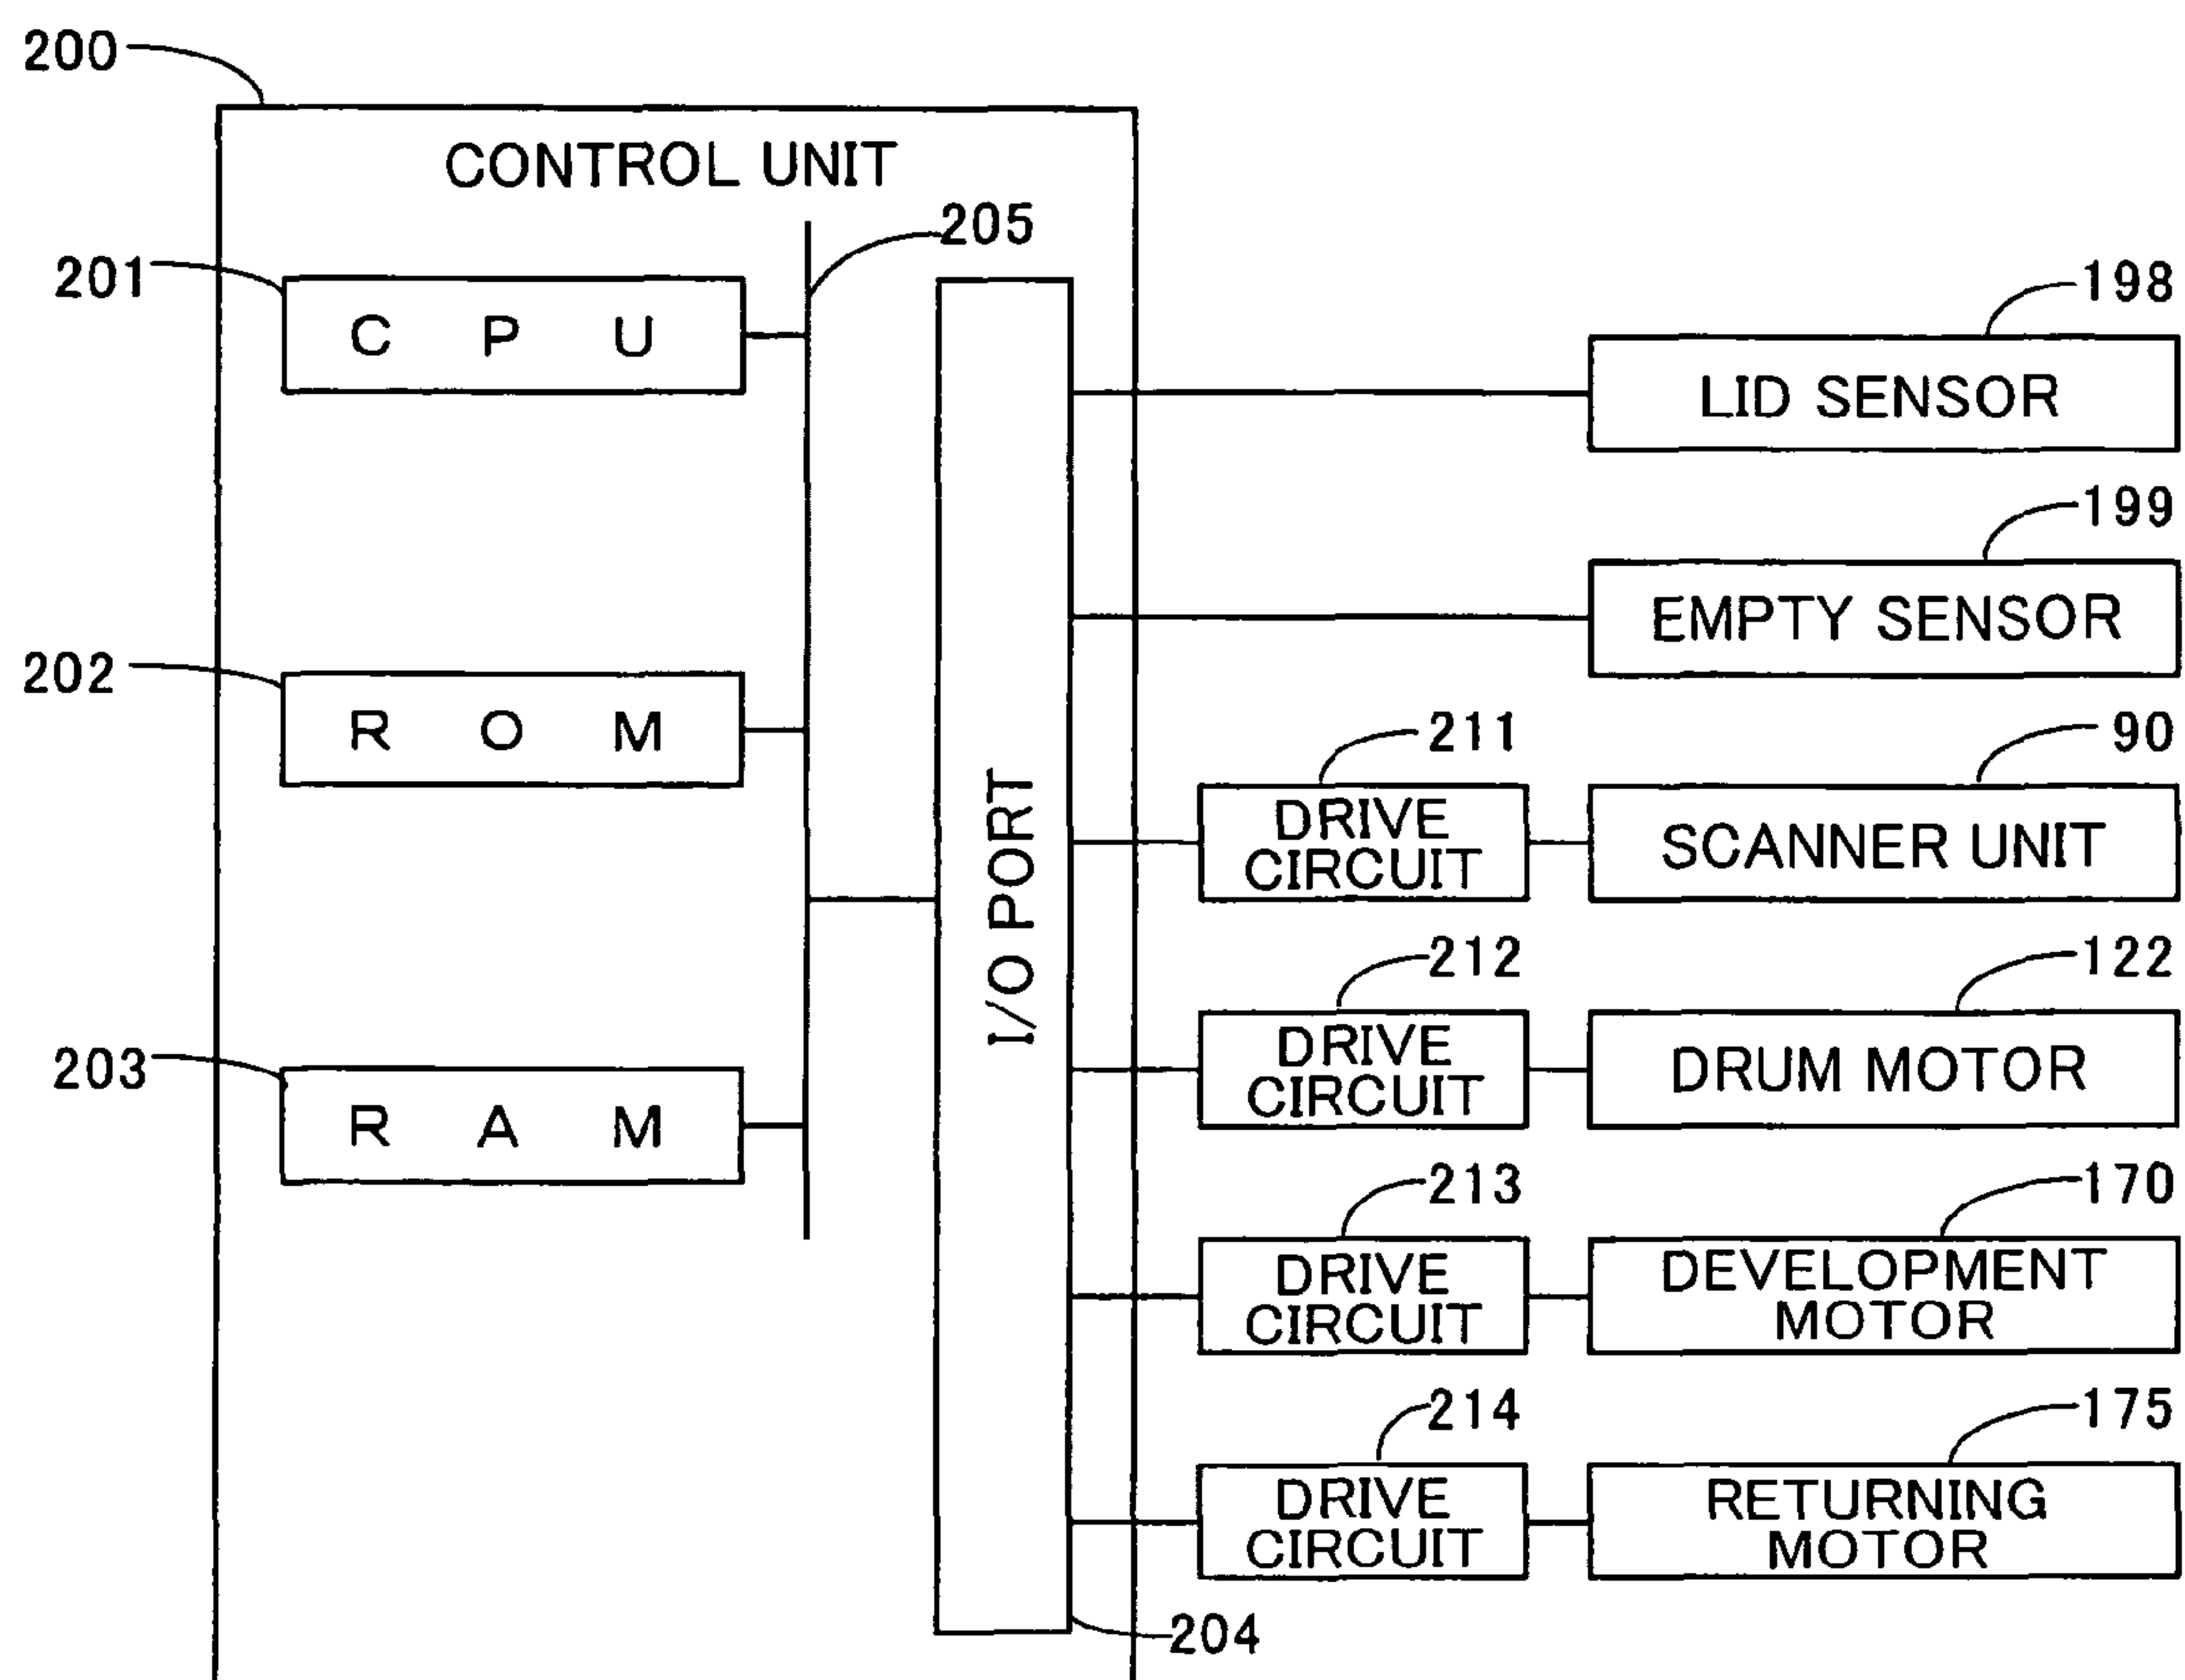 200
CONTROL UNIT
205
201
C P U
198
LID SENSOR
199
EMPTY SENSOR
202
R O M
211
DRIVE
CIRCUIT
90
SCANNER UNIT
I/O PORT
212
DRIVE
CIRCUIT
122
DRUM MOTOR
203
R A M
213
DRIVE
CIRCUIT
170
DEVELOPMENT
MOTOR
214
DRIVE
CIRCUIT
175
RETURNING
MOTOR
204